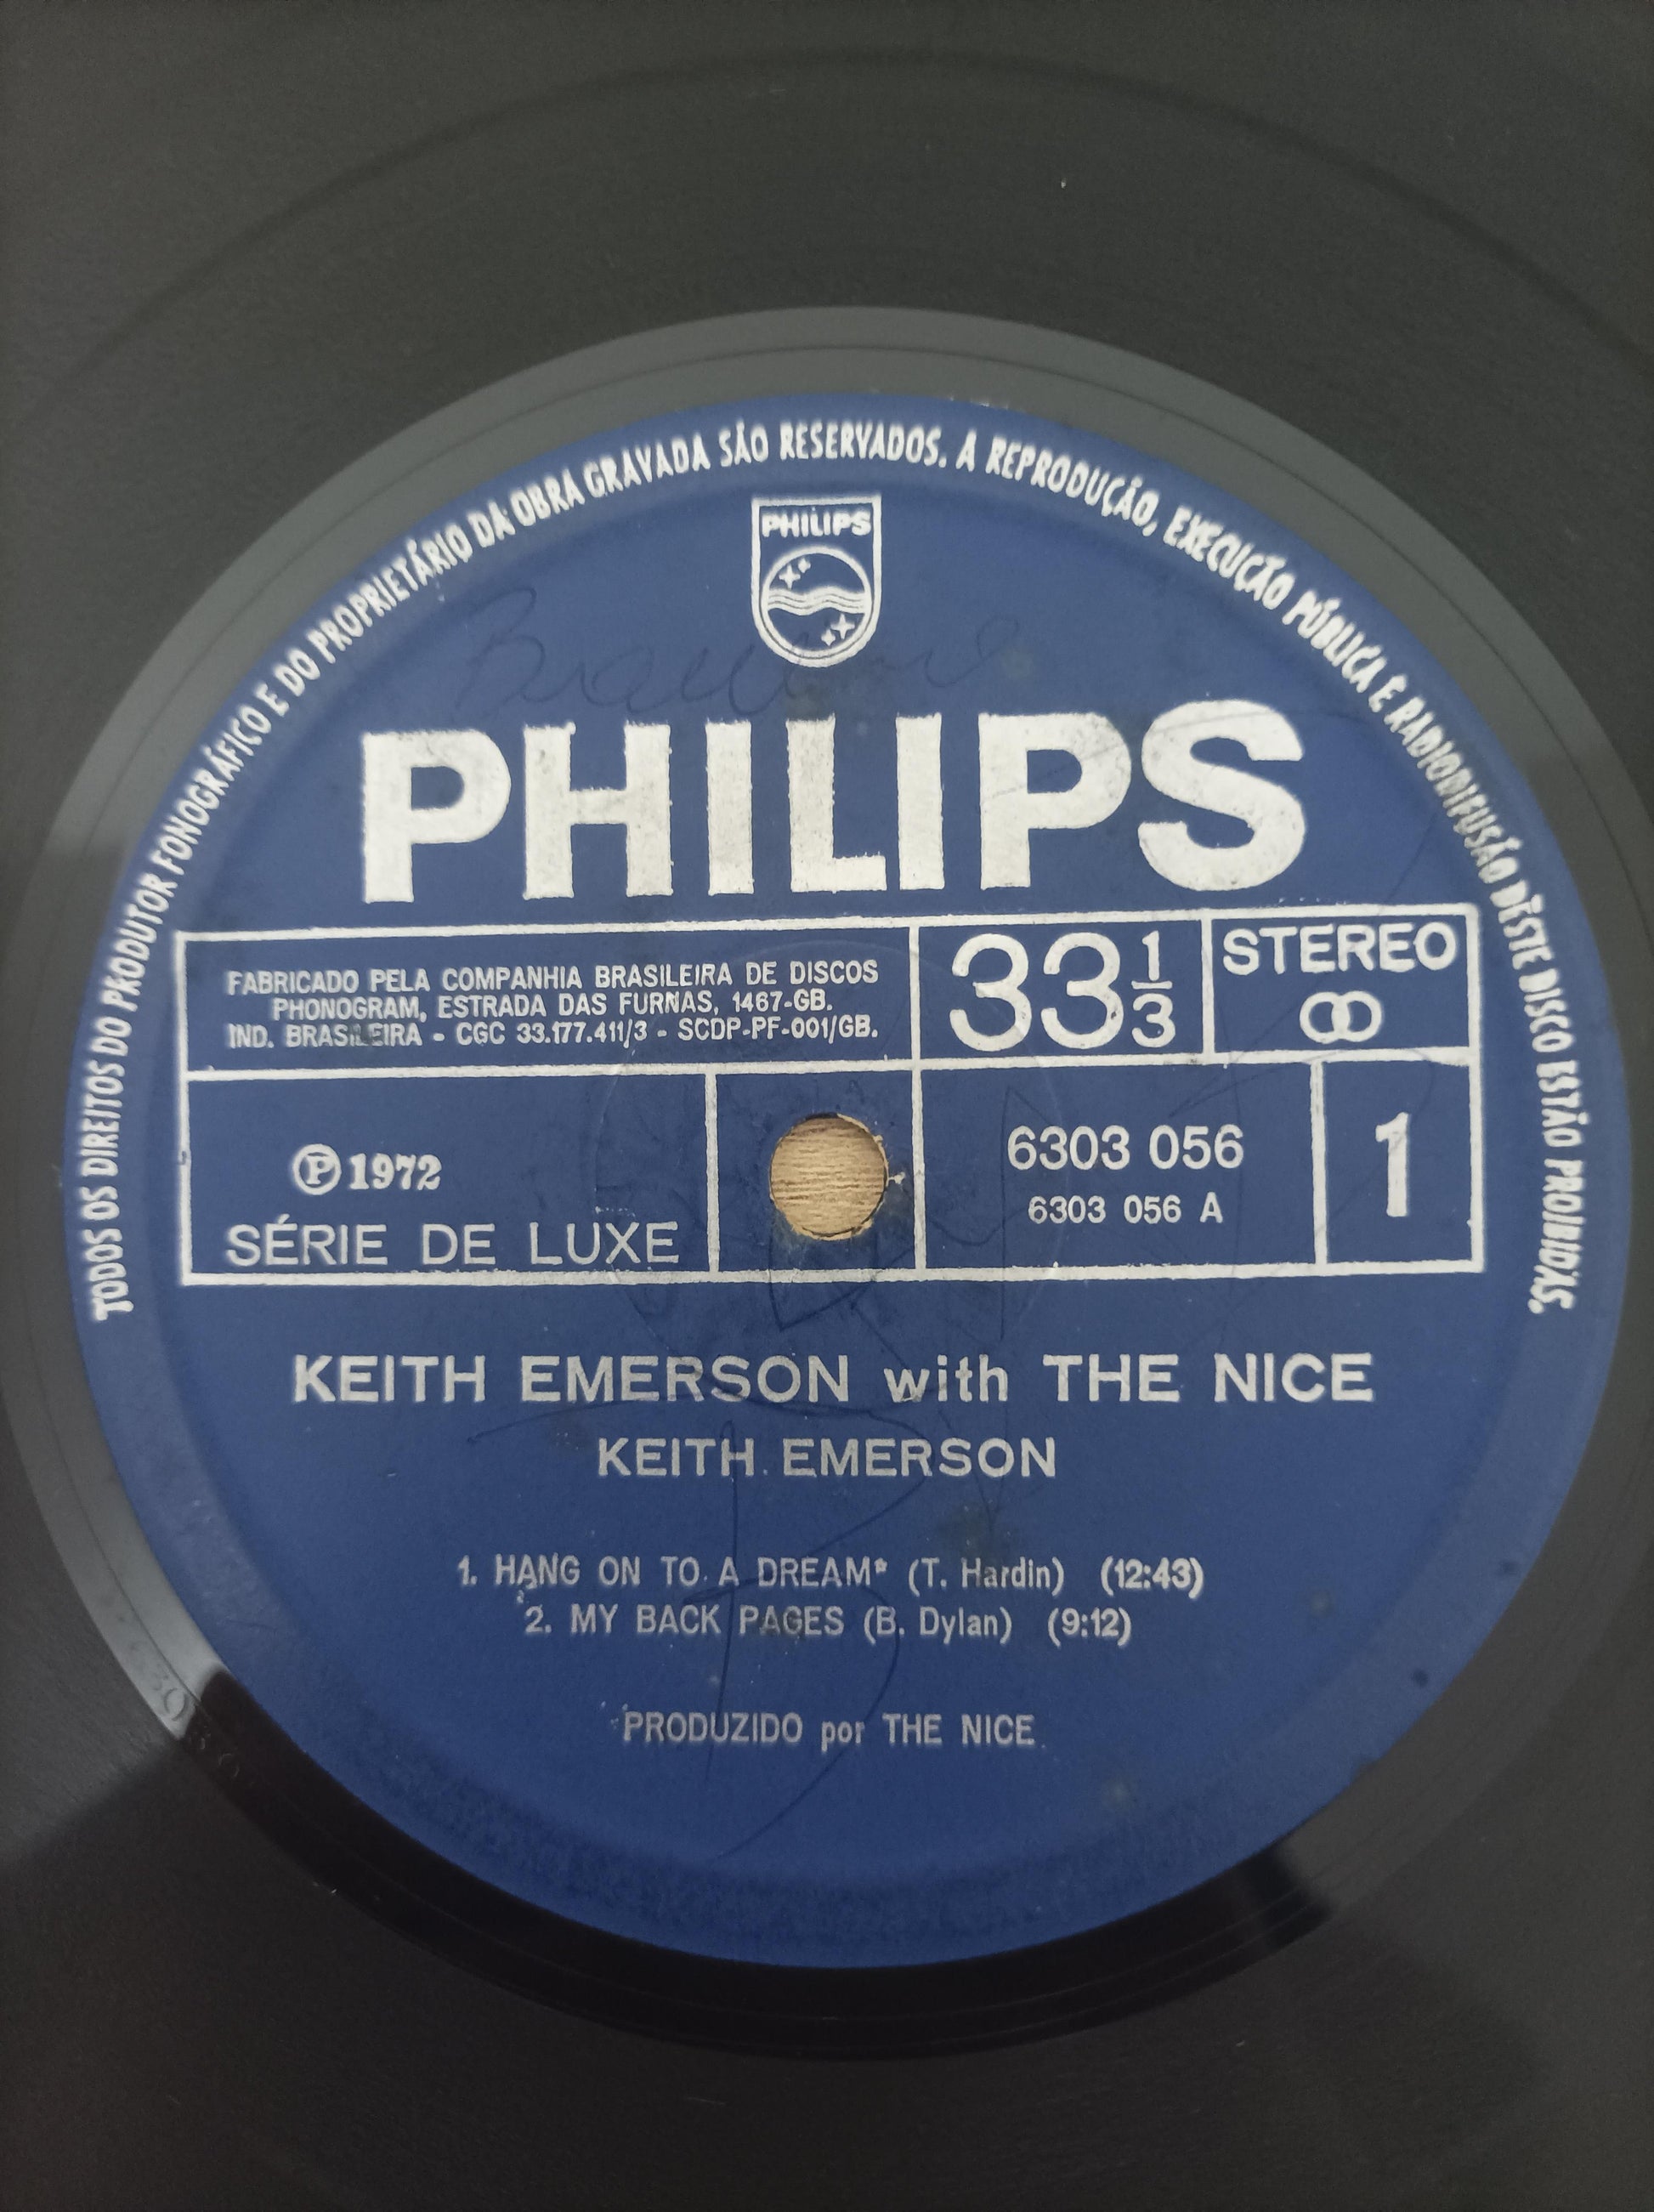 TODOS OS DIREITOS DO PRODUTOR FONOGRÁFICO E DO PROPRIETÁRIO DA OBRA GRAVADA SÃO RESERVADOS. A REPRODUÇÃO, EXECUÇÃO PÚBLICA E RADIODIFUSÃO DÊSTE DISCO ESTÃO PROIBIDAS.
PHILIPS
PHILIPS
FABRICADO PELA COMPANHIA BRASILEIRA DE DISCOS
PHONOGRAM, ESTRADA DAS FURNAS, 1467-GB.
IND. BRASILEIRA - CGC 33.177.411/3 - SCDP-PF-001/GB.
33 1/3
STEREO
℗ 1972
SÉRIE DE LUXE
6303 056
6303 056 A
1
KEITH EMERSON with THE NICE
KEITH EMERSON
1. HANG ON TO A DREAM* (T. Hardin) (12:43)
2. MY BACK PAGES (B. Dylan) (9:12)
PRODUZIDO por THE NICE